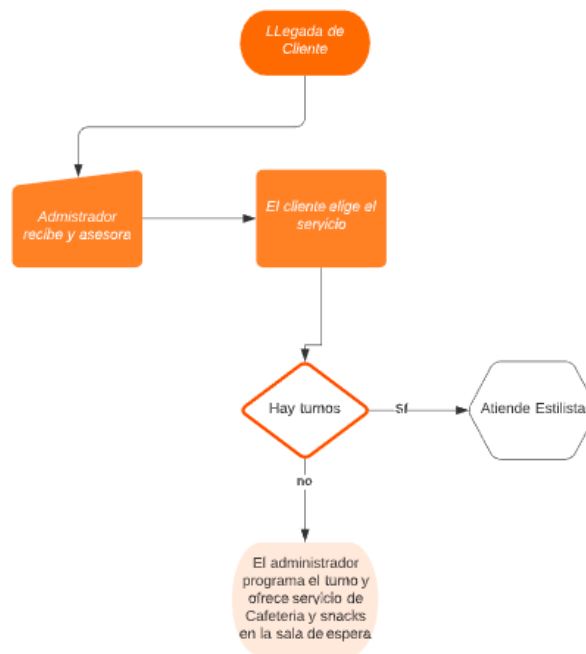 LLegada de
Cliente
Admistrador
recibe y asesora
El cliente elige el
servicio
Hay turnos
Sí
Atiende Estilista
no
El administrador
programa el turno y
ofrece servicio de
Cafeteria y snacks
en la sala de espera